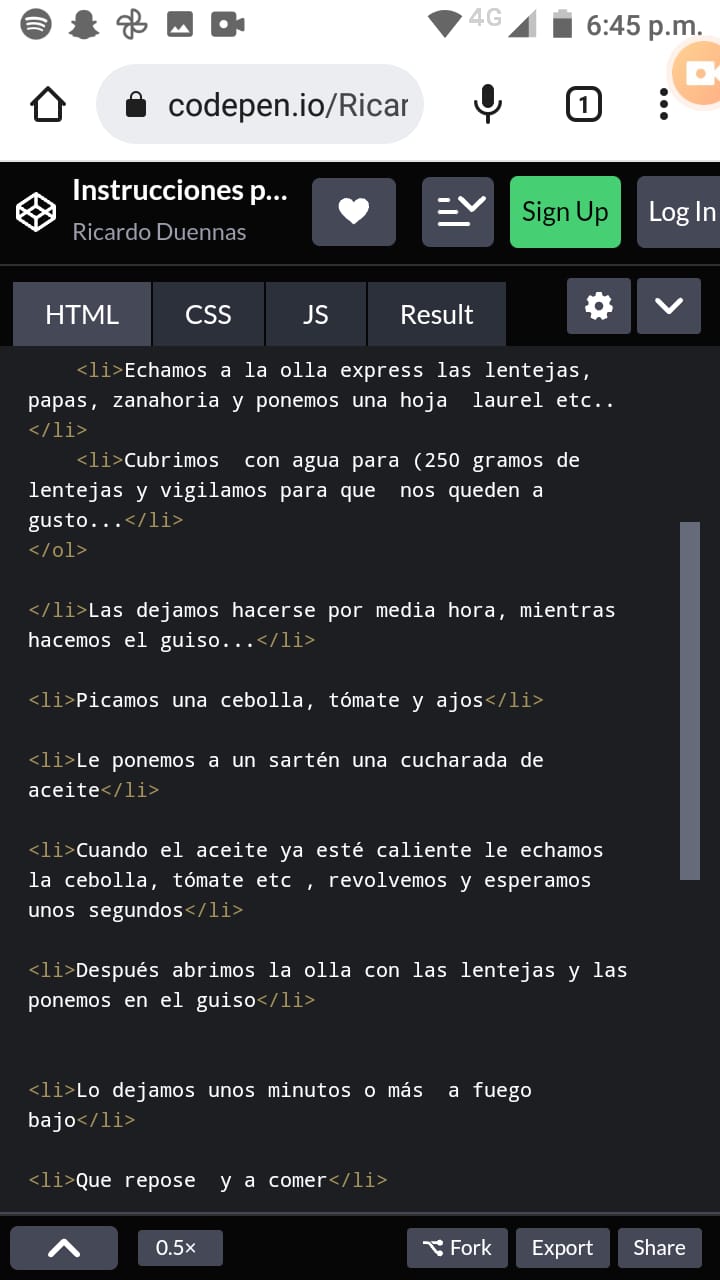 4G 6:45 p.m.
codepen.io/Ricar 1
Instrucciones p...
Ricardo Duennas
Sign Up Log In
HTML CSS JS Result
<li>Echamos a la olla express las lentejas,
papas, zanahoria y ponemos una hoja  laurel etc..
</li>
<li>Cubrimos  con agua para (250 gramos de
lentejas y vigilamos para que  nos queden a
gusto...</li>
</ol>
</li>Las dejamos hacerse por media hora, mientras
hacemos el guiso...</li>
<li>Picamos una cebolla, tómate y ajos</li>
<li>Le ponemos a un sartén una cucharada de
aceite</li>
<li>Cuando el aceite ya esté caliente le echamos
la cebolla, tómate etc , revolvemos y esperamos
unos segundos</li>
<li>Después abrimos la olla con las lentejas y las
ponemos en el guiso</li>
<li>Lo dejamos unos minutos o más  a fuego
bajo</li>
<li>Que repose  y a comer</li>
0.5× Fork Export Share